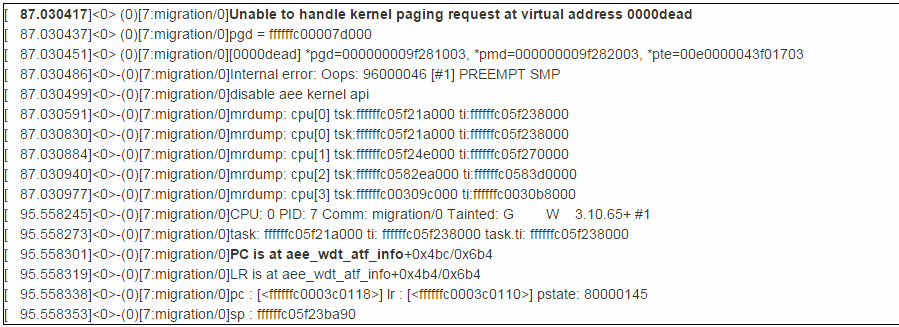 [   87.030417]<0> (0)[7:migration/0]Unable to handle kernel paging request at virtual address 0000dead
[   87.030437]<0> (0)[7:migration/0]pgd = ffffffc00007d000
[   87.030451]<0> (0)[7:migration/0][0000dead] *pgd=000000009f281003, *pmd=000000009f282003, *pte=00e0000043f01703
[   87.030486]<0>-(0)[7:migration/0]Internal error: Oops: 96000046 [#1] PREEMPT SMP
[   87.030499]<0>-(0)[7:migration/0]disable aee kernel api
[   87.030591]<0>-(0)[7:migration/0]mrdump: cpu[0] tsk:ffffffc05f21a000 ti:ffffffc05f238000
[   87.030830]<0>-(0)[7:migration/0]mrdump: cpu[0] tsk:ffffffc05f21a000 ti:ffffffc05f238000
[   87.030884]<0>-(0)[7:migration/0]mrdump: cpu[1] tsk:ffffffc05f24e000 ti:ffffffc05f270000
[   87.030940]<0>-(0)[7:migration/0]mrdump: cpu[2] tsk:ffffffc0582ea000 ti:ffffffc0583d0000
[   87.030977]<0>-(0)[7:migration/0]mrdump: cpu[3] tsk:ffffffc00309c000 ti:ffffffc0030b8000
[   95.558245]<0>-(0)[7:migration/0]CPU: 0 PID: 7 Comm: migration/0 Tainted: G        W    3.10.65+ #1
[   95.558273]<0>-(0)[7:migration/0]task: ffffffc05f21a000 ti: ffffffc05f238000 task.ti: ffffffc05f238000
[   95.558301]<0>-(0)[7:migration/0]PC is at aee_wdt_atf_info+0x4bc/0x6b4
[   95.558319]<0>-(0)[7:migration/0]LR is at aee_wdt_atf_info+0x4b4/0x6b4
[   95.558338]<0>-(0)[7:migration/0]pc : [<ffffffc0003c0118>] lr : [<ffffffc0003c0110>] pstate: 80000145
[   95.558353]<0>-(0)[7:migration/0]sp : ffffffc05f23ba90